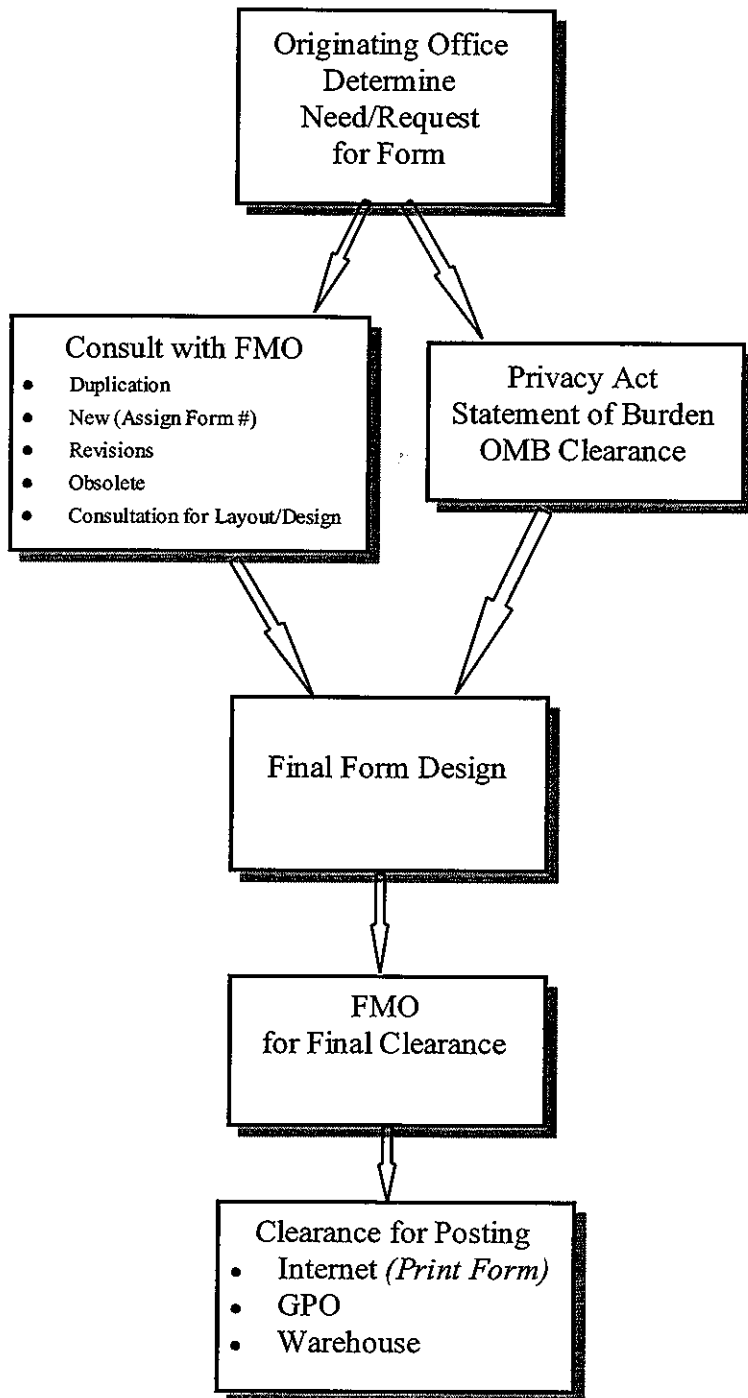 Originating Office
Determine
Need/Request
for Form
Consult with FMO
• Duplication
• New (Assign Form #)
• Revisions
• Obsolete
• Consultation for Layout/Design
Privacy Act
Statement of Burden
OMB Clearance
Final Form Design
FMO
for Final Clearance
Clearance for Posting
• Internet (Print Form)
• GPO
• Warehouse